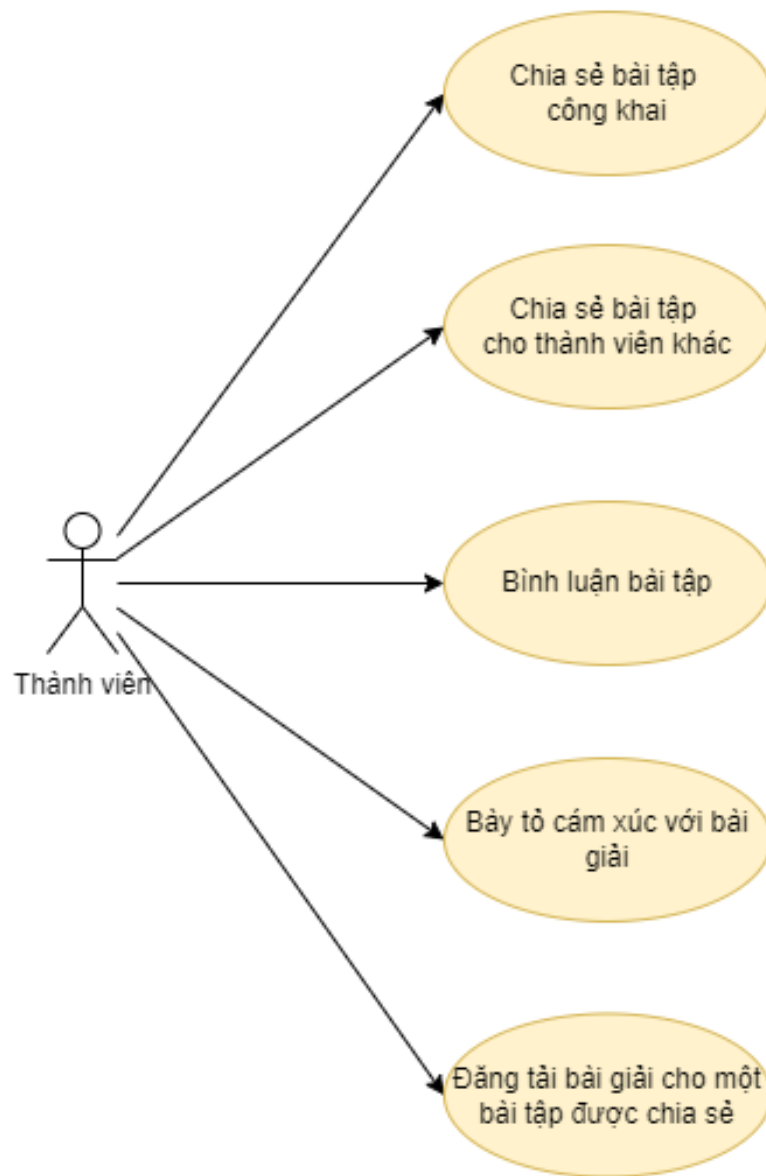 Chia sẻ bài tập
công khai
Chia sẻ bài tập
cho thành viên khác
Bình luận bài tập
Thành viên
Bày tỏ cám xúc với bài
giải
Đăng tải bài giải cho một
bài tập được chia sẻ